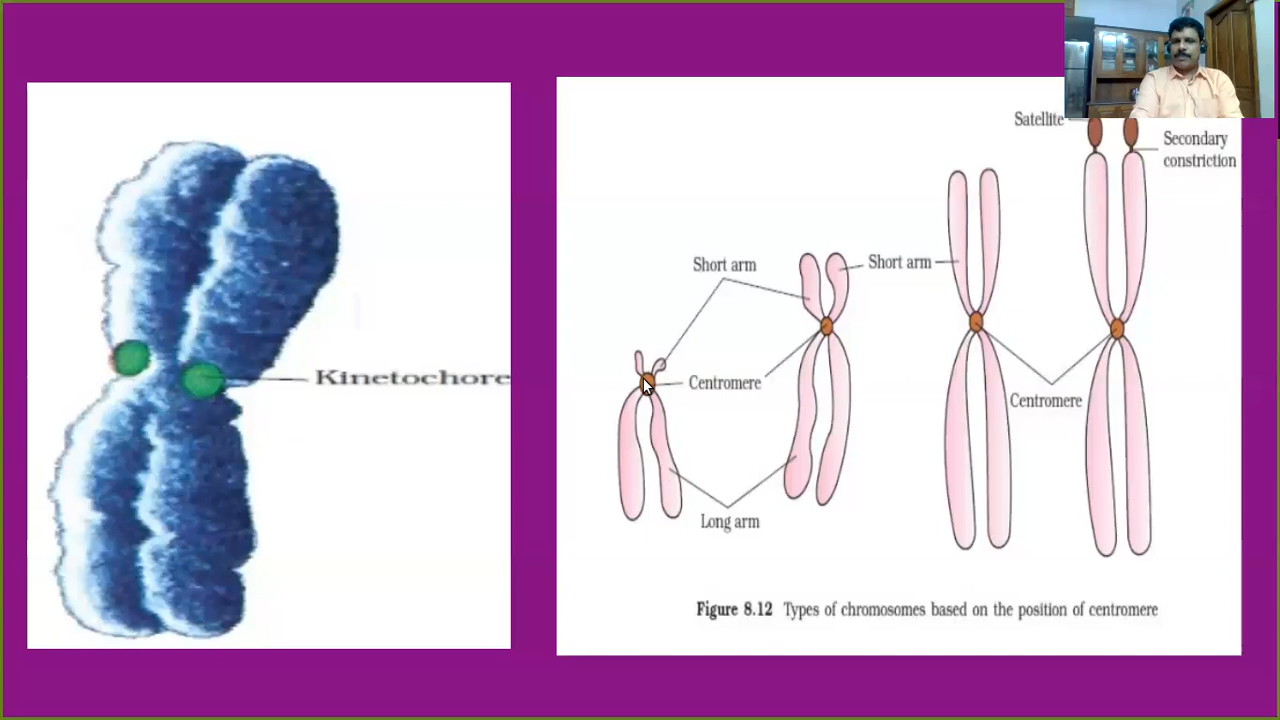 Kinetochore
Satellite
Secondary
constriction
Short arm
Short arm
Centromere
Centromere
Long arm
Figure 8.12 Types of chromosomes based on the position of centromere